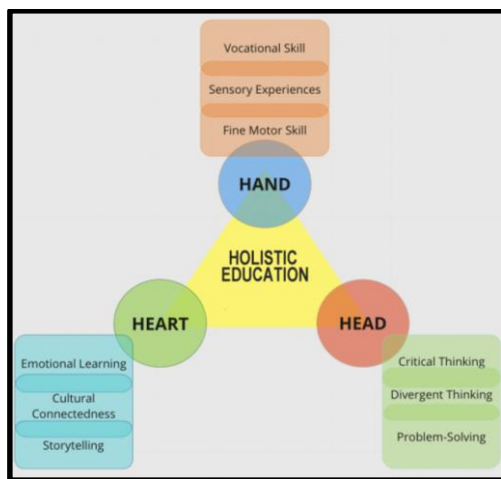 Vocational Skill
Sensory Experiences
Fine Motor Skill
HAND
HOLISTIC
EDUCATION
HEART
HEAD
Emotional Learning
Cultural
Connectedness
Storytelling
Critical Thinking
Divergent Thinking
Problem-Solving